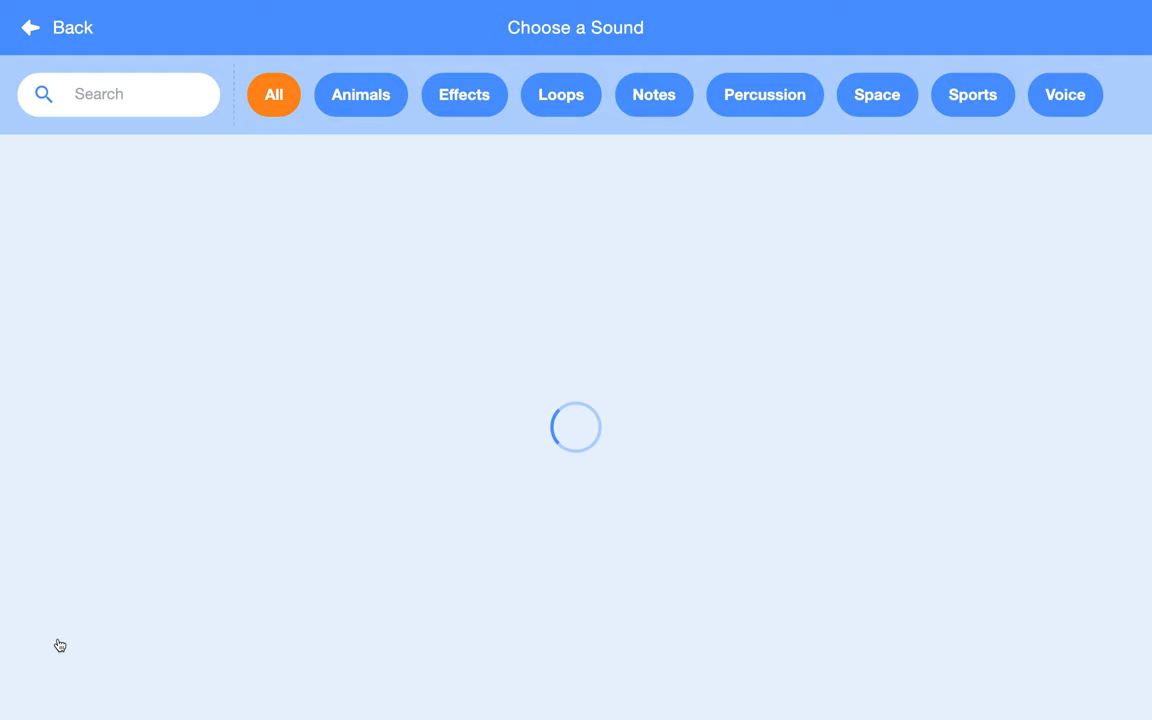 Back
Choose a Sound
Search
All
Animals
Effects
Loops
Notes
Percussion
Space
Sports
Voice